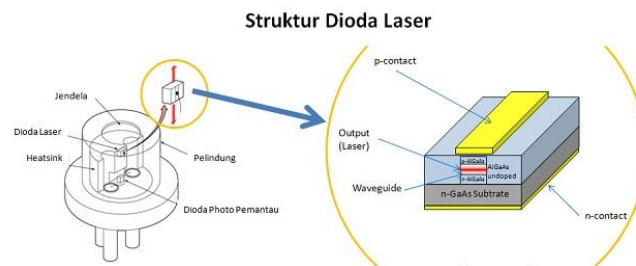 Struktur Dioda Laser
Jendela
Dioda Laser
Heatsink
Pelindung
Dioda Photo Pemantau
p-contact
Output
(Laser)
Waveguide
p-AlGaAs
AlGaAs
undoped
n-AlGaAs
n-GaAs Subtrate
n-contact